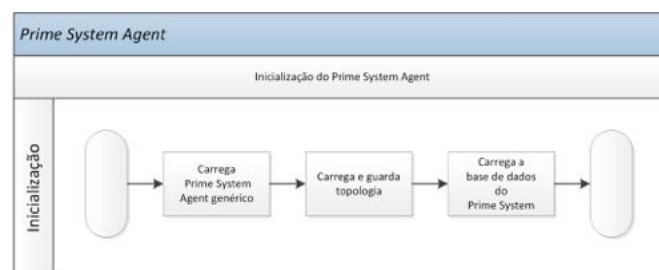 Prime System Agent
Inicialização do Prime System Agent
Inicialização
Carrega
Prime System
Agent genérico
Carrega e guarda
topologia
Carrega a
base de dados
do
Prime System